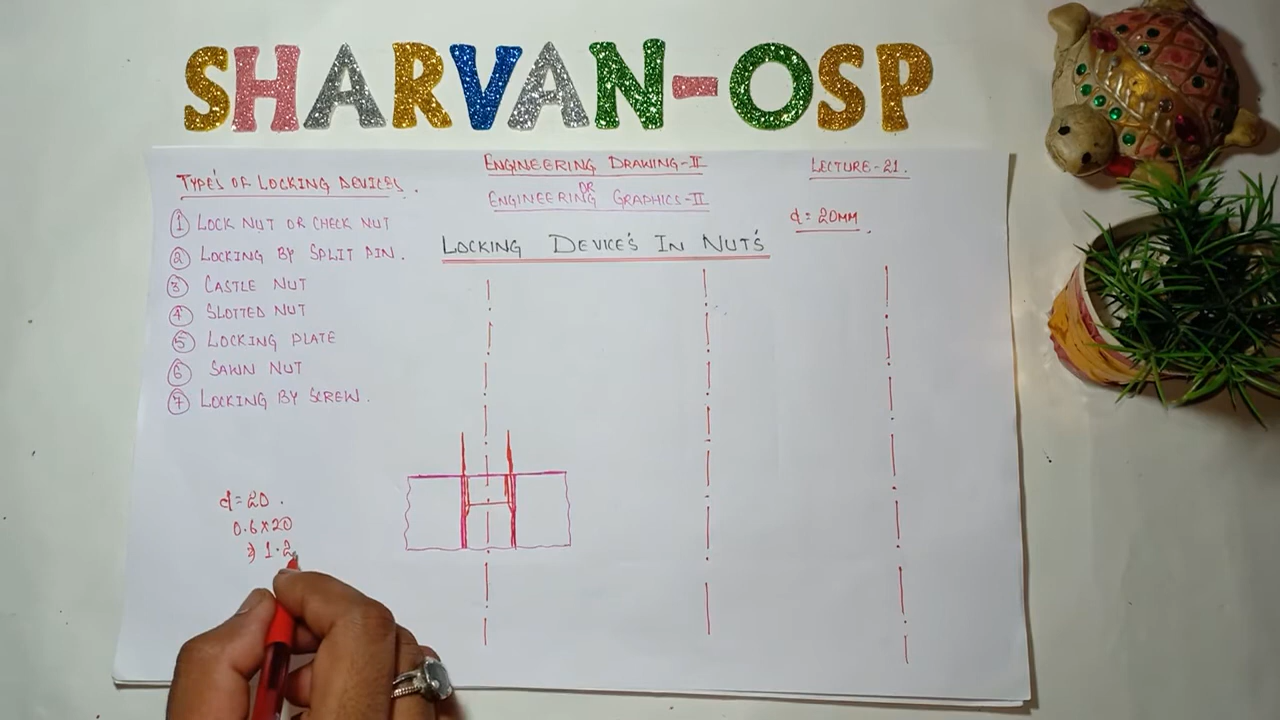 SHARVAN-OSP
ENGINEERING DRAWING-II
OR
ENGINEERING GRAPHICS-II
LECTURE-21.
d = 20MM
LOCKING DEVICE'S IN NUT'S
TYPE'S OF LOCKING DEVICES.
① LOCK NUT OR CHECK NUT
② LOCKING BY SPLIT PIN.
③ CASTLE NUT
④ SLOTTED NUT
⑤ LOCKING PLATE
⑥ SAWN NUT
⑦ LOCKING BY SCREW.
d = 20.
0.6×20
⇒ 1.2